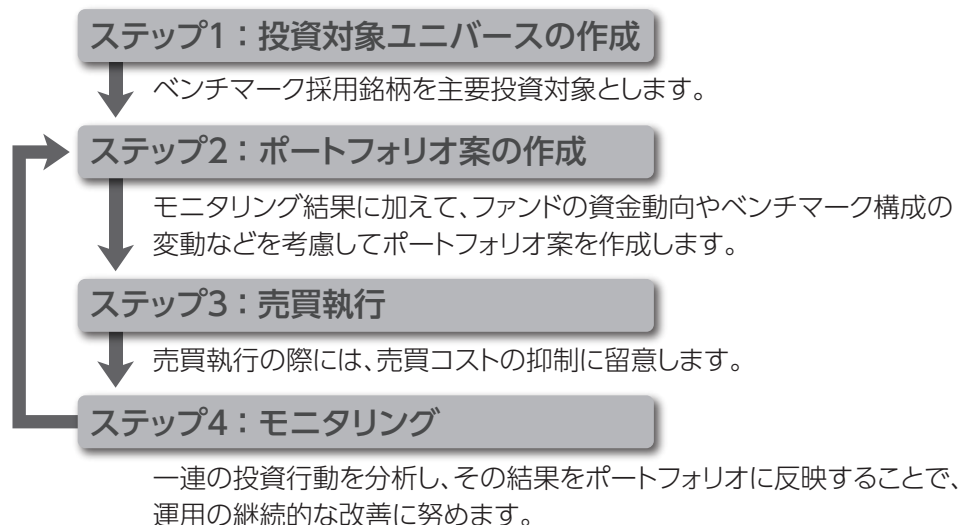 ステップ1：投資対象ユニバースの作成
ベンチマーク採用銘柄を主要投資対象とします。
ステップ2：ポートフォリオ案の作成
モニタリング結果に加えて、ファンドの資金動向やベンチマーク構成の
変動などを考慮してポートフォリオ案を作成します。
ステップ3：売買執行
売買執行の際には、売買コストの抑制に留意します。
ステップ4：モニタリング
一連の投資行動を分析し、その結果をポートフォリオに反映することで、
運用の継続的な改善に努めます。